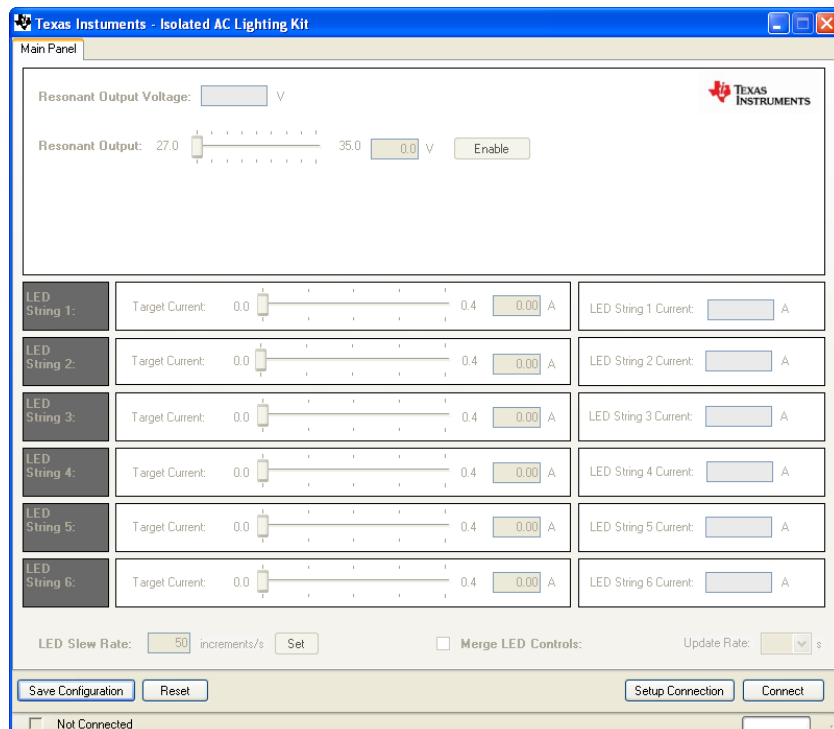 Texas Instuments - Isolated AC Lighting Kit
Main Panel
Resonant Output Voltage: V
TEXAS
INSTRUMENTS
Resonant Output: 27.0 35.0 0.0 V Enable
LED
String 1: Target Current: 0.0 0.4 0.00 A LED String 1 Current: A
LED
String 2: Target Current: 0.0 0.4 0.00 A LED String 2 Current: A
LED
String 3: Target Current: 0.0 0.4 0.00 A LED String 3 Current: A
LED
String 4: Target Current: 0.0 0.4 0.00 A LED String 4 Current: A
LED
String 5: Target Current: 0.0 0.4 0.00 A LED String 5 Current: A
LED
String 6: Target Current: 0.0 0.4 0.00 A LED String 6 Current: A
LED Slew Rate: 50 increments/s Set Merge LED Controls: Update Rate: s
Save Configuration Reset Setup Connection Connect
Not Connected